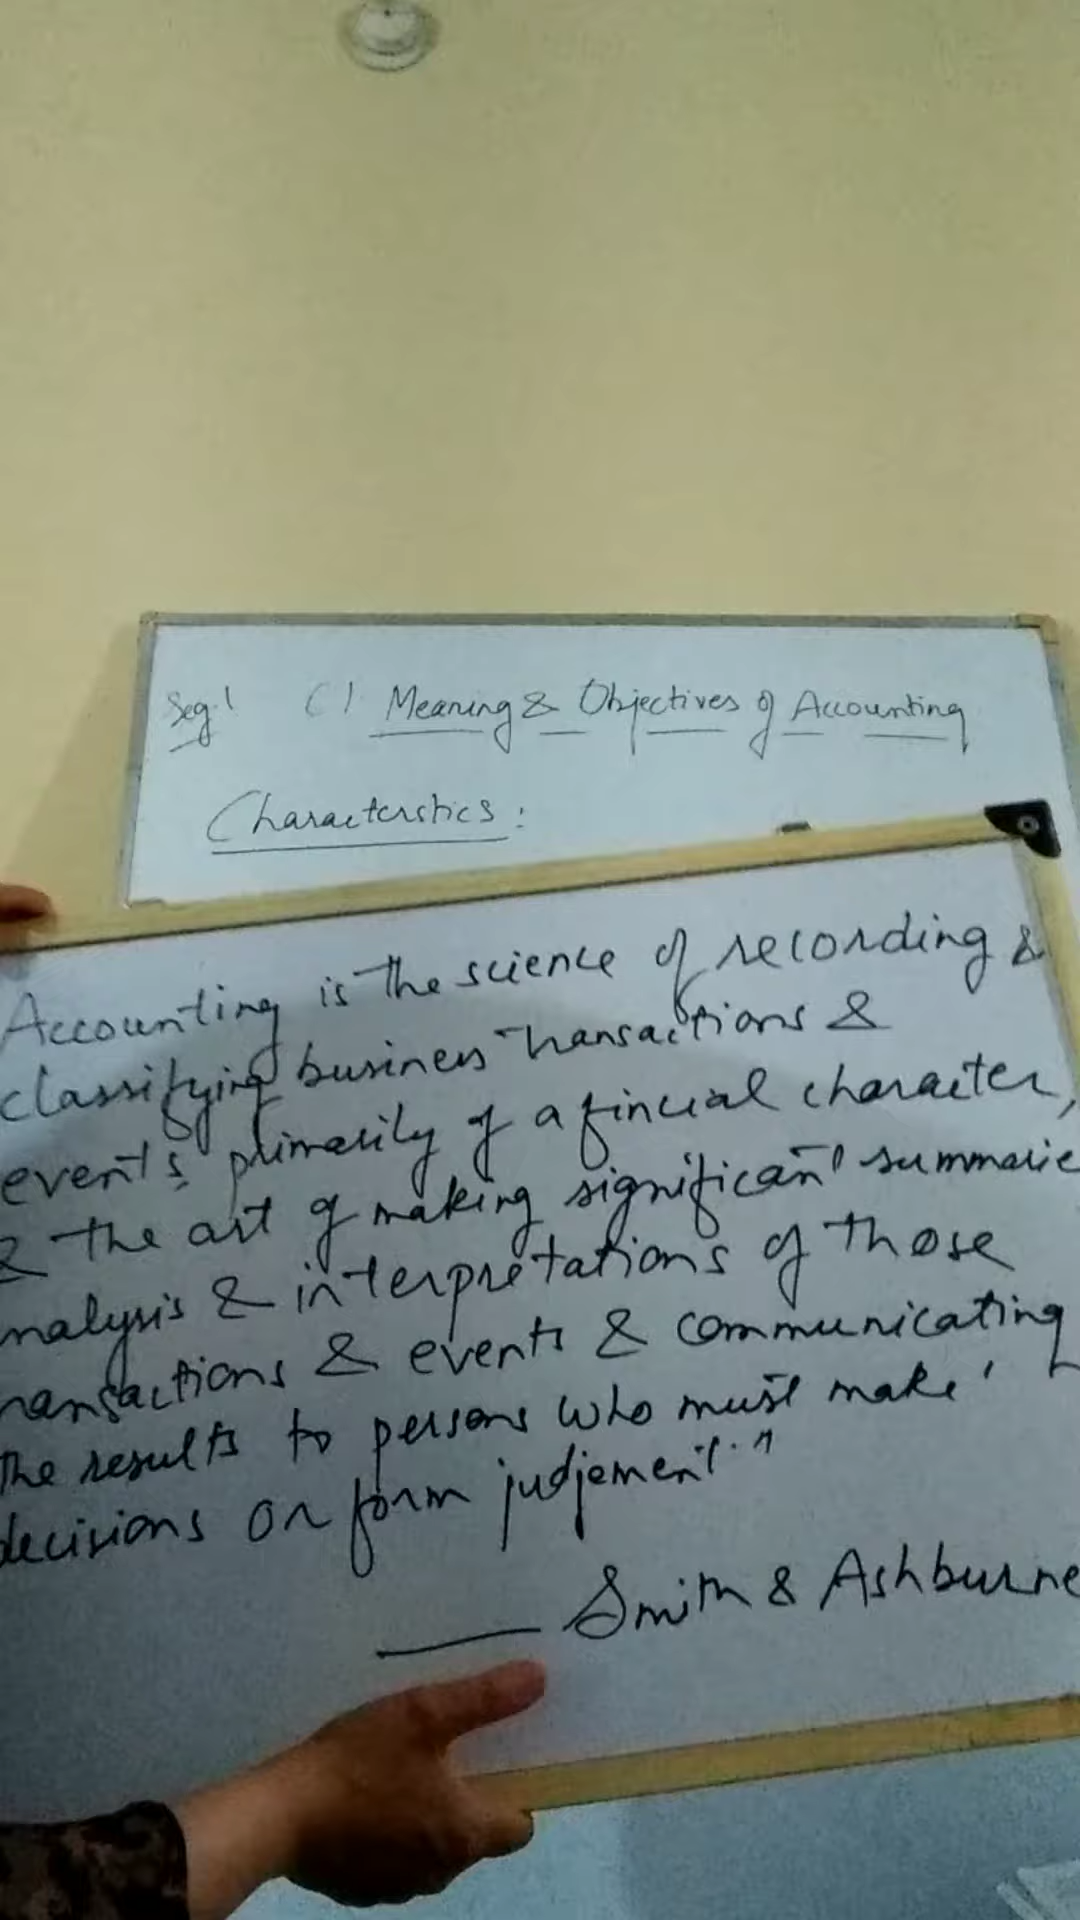 Seg 1 C1. Meaning & Objectives of Accounting
Characterstics:
Accounting is the science of recording &
classifying business transactions &
events, primarily of a fincial character,
& the art of making significant summarie
nalysis & interpretations of those
ransactions & events & communicating
the results to persons who must make
decisions or form judjement."
Smith & Ashburne